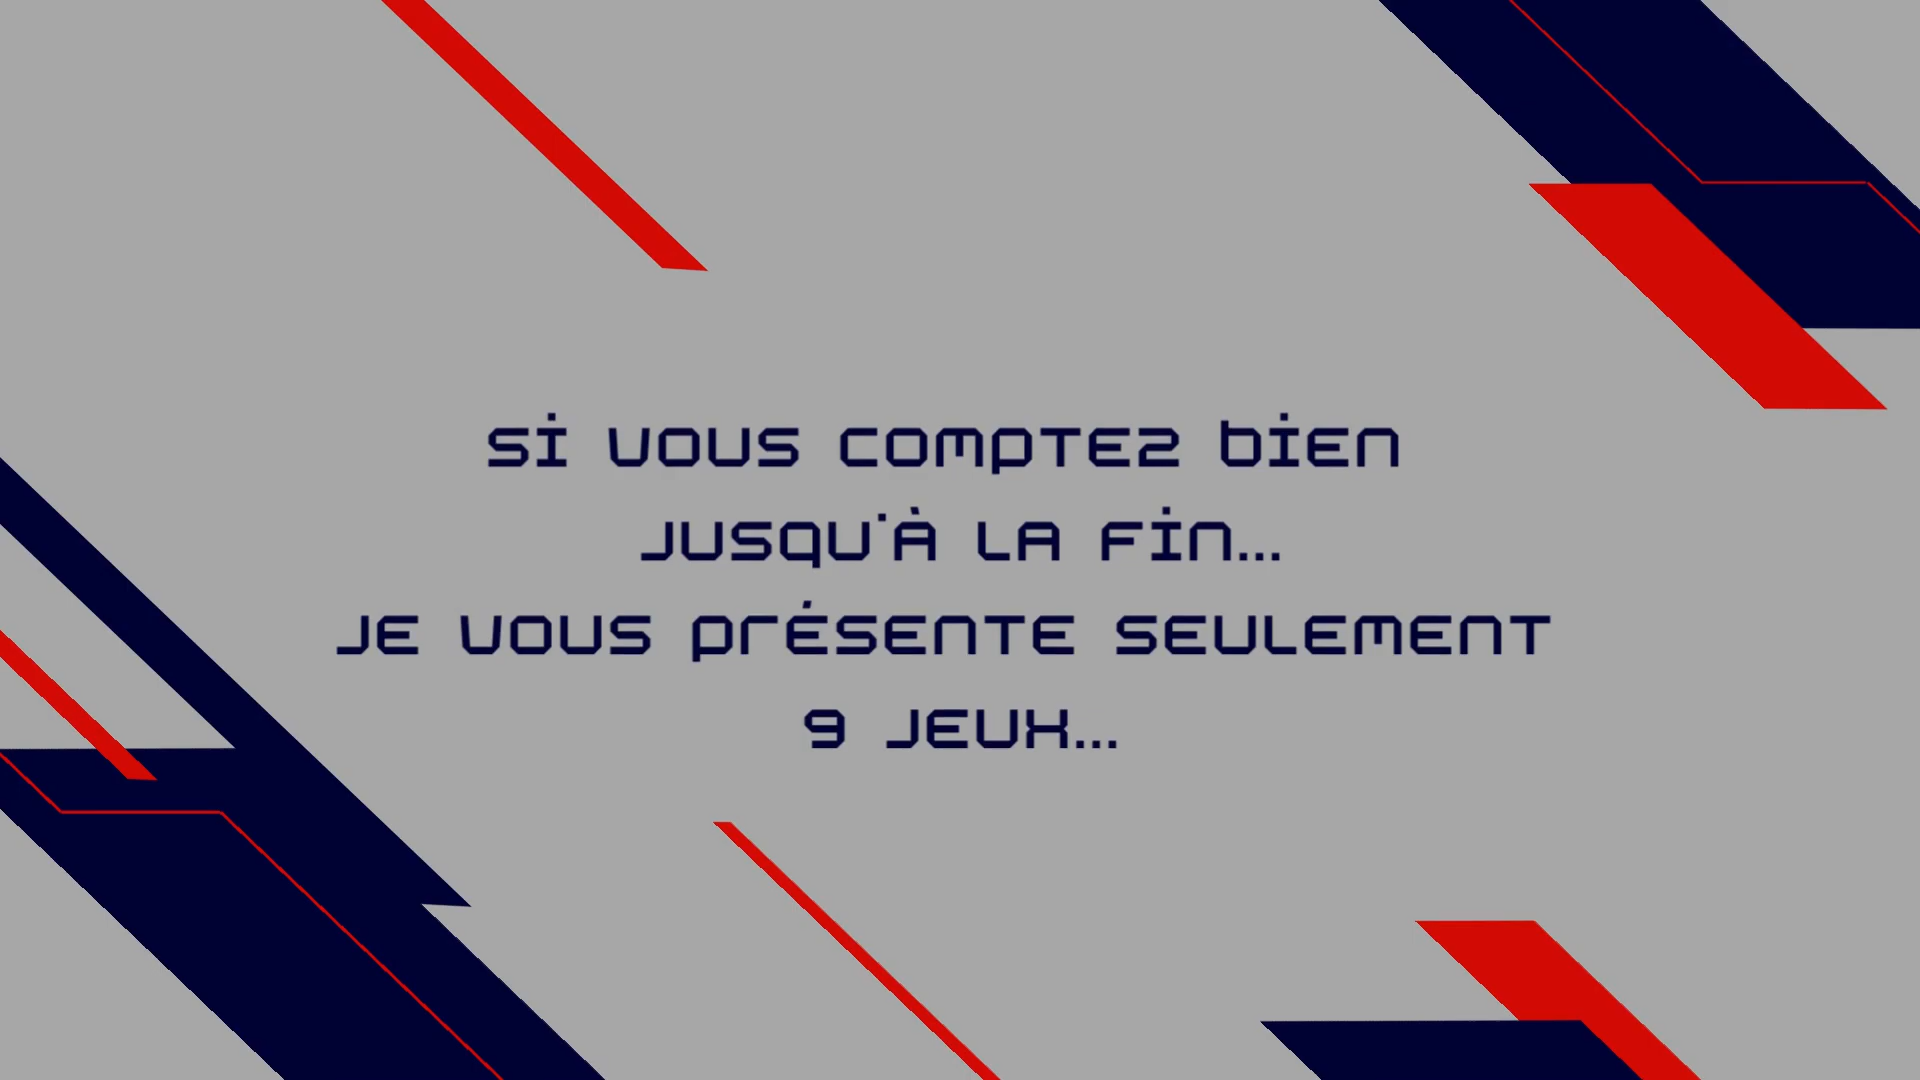 Si vous comptez bien
jusqu'à la fin...
Je vous présente seulement
9 jeux...